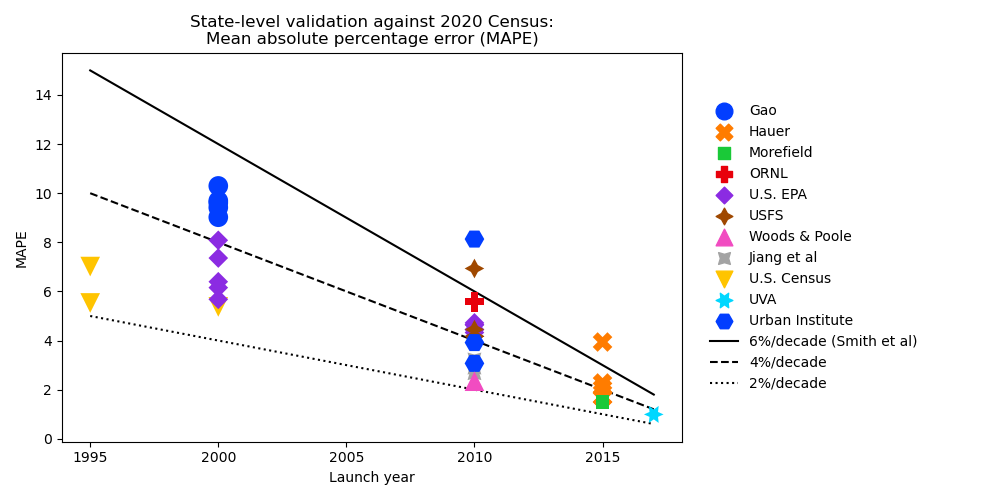 State-level validation against 2020 Census:
Mean absolute percentage error (MAPE)
MAPE
14
12
10
8
6
4
2
0
1995
2000
2005
2010
2015
Launch year
Gao
Hauer
Morefield
ORNL
U.S. EPA
USFS
Woods & Poole
Jiang et al
U.S. Census
UVA
Urban Institute
6%/decade (Smith et al)
4%/decade
2%/decade